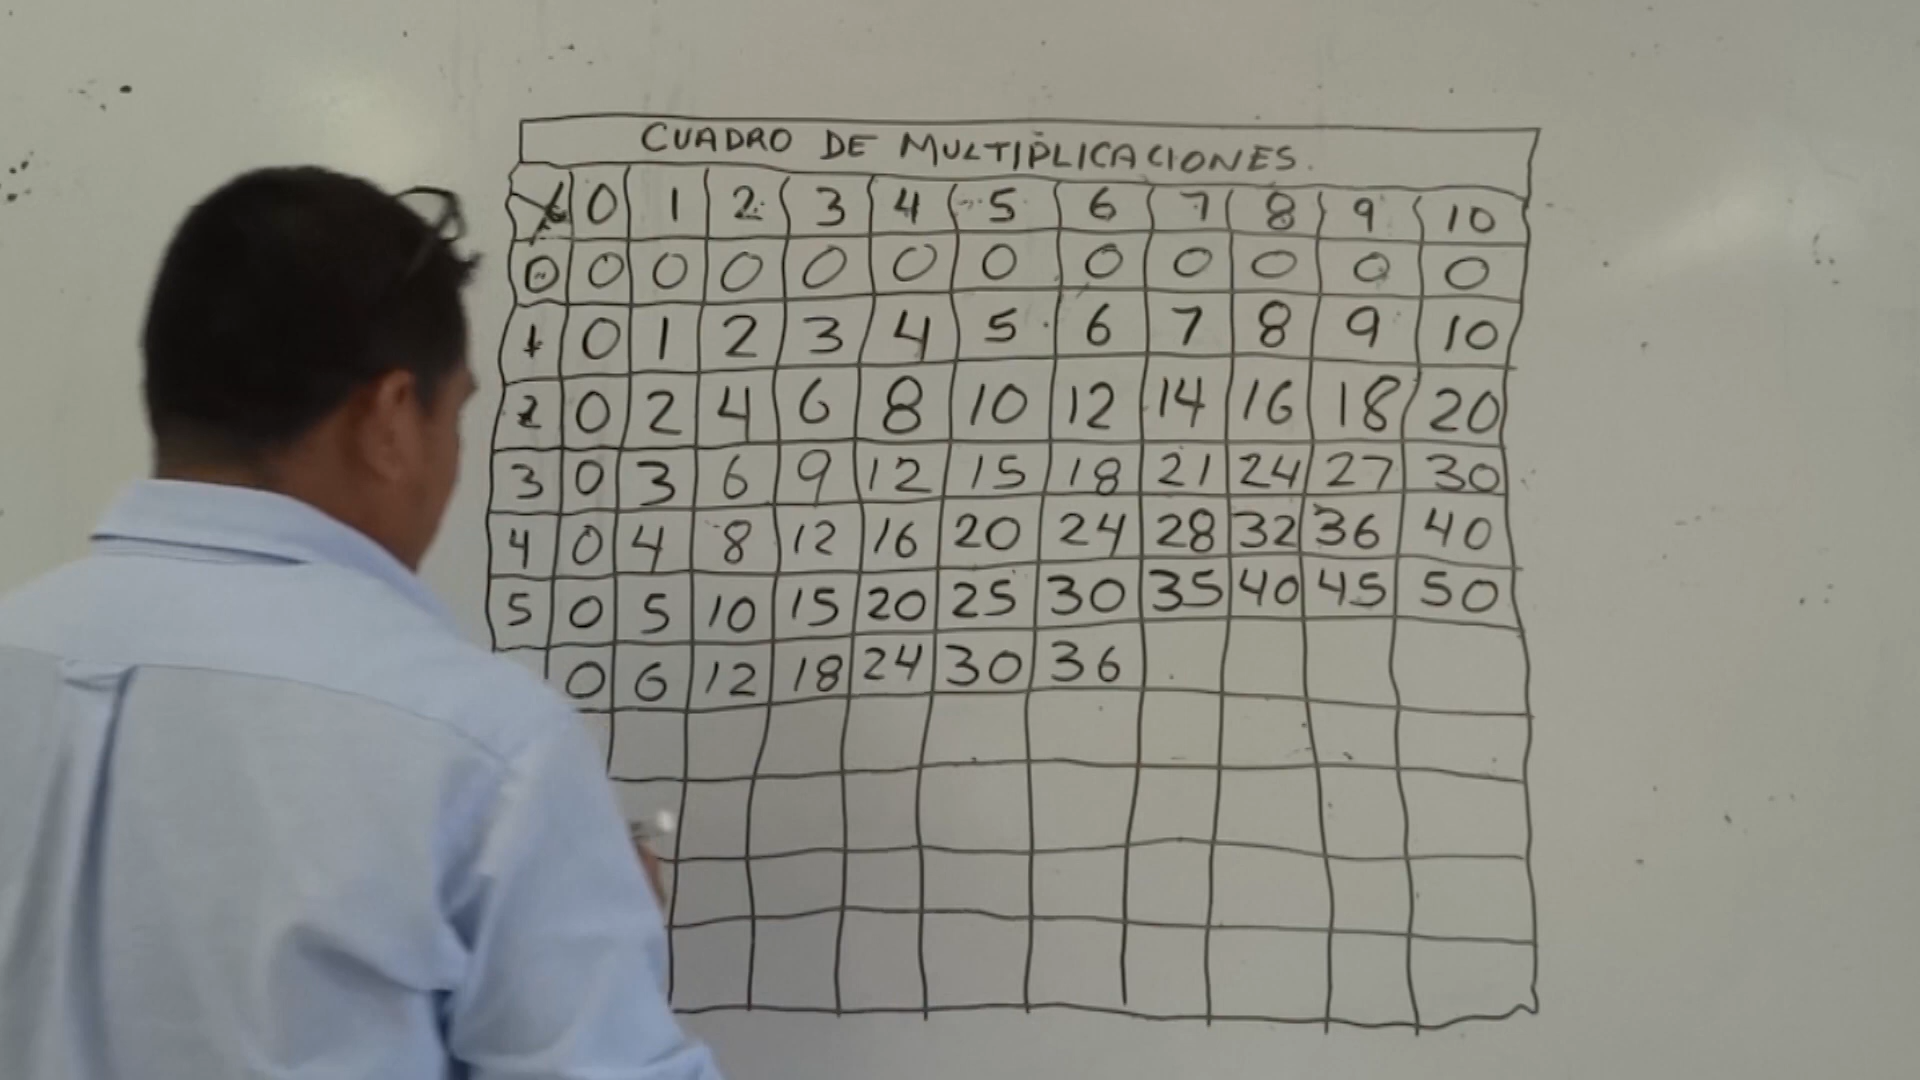 CUADRO DE MULTIPLICACIONES.
X 0 1 2 3 4 5 6 7 8 9 10
0 0 0 0 0 0 0 0 0 0 0 0
1 0 1 2 3 4 5 6 7 8 9 10
2 0 2 4 6 8 10 12 14 16 18 20
3 0 3 6 9 12 15 18 21 24 27 30
4 0 4 8 12 16 20 24 28 32 36 40
5 0 5 10 15 20 25 30 35 40 45 50
0 6 12 18 24 30 36